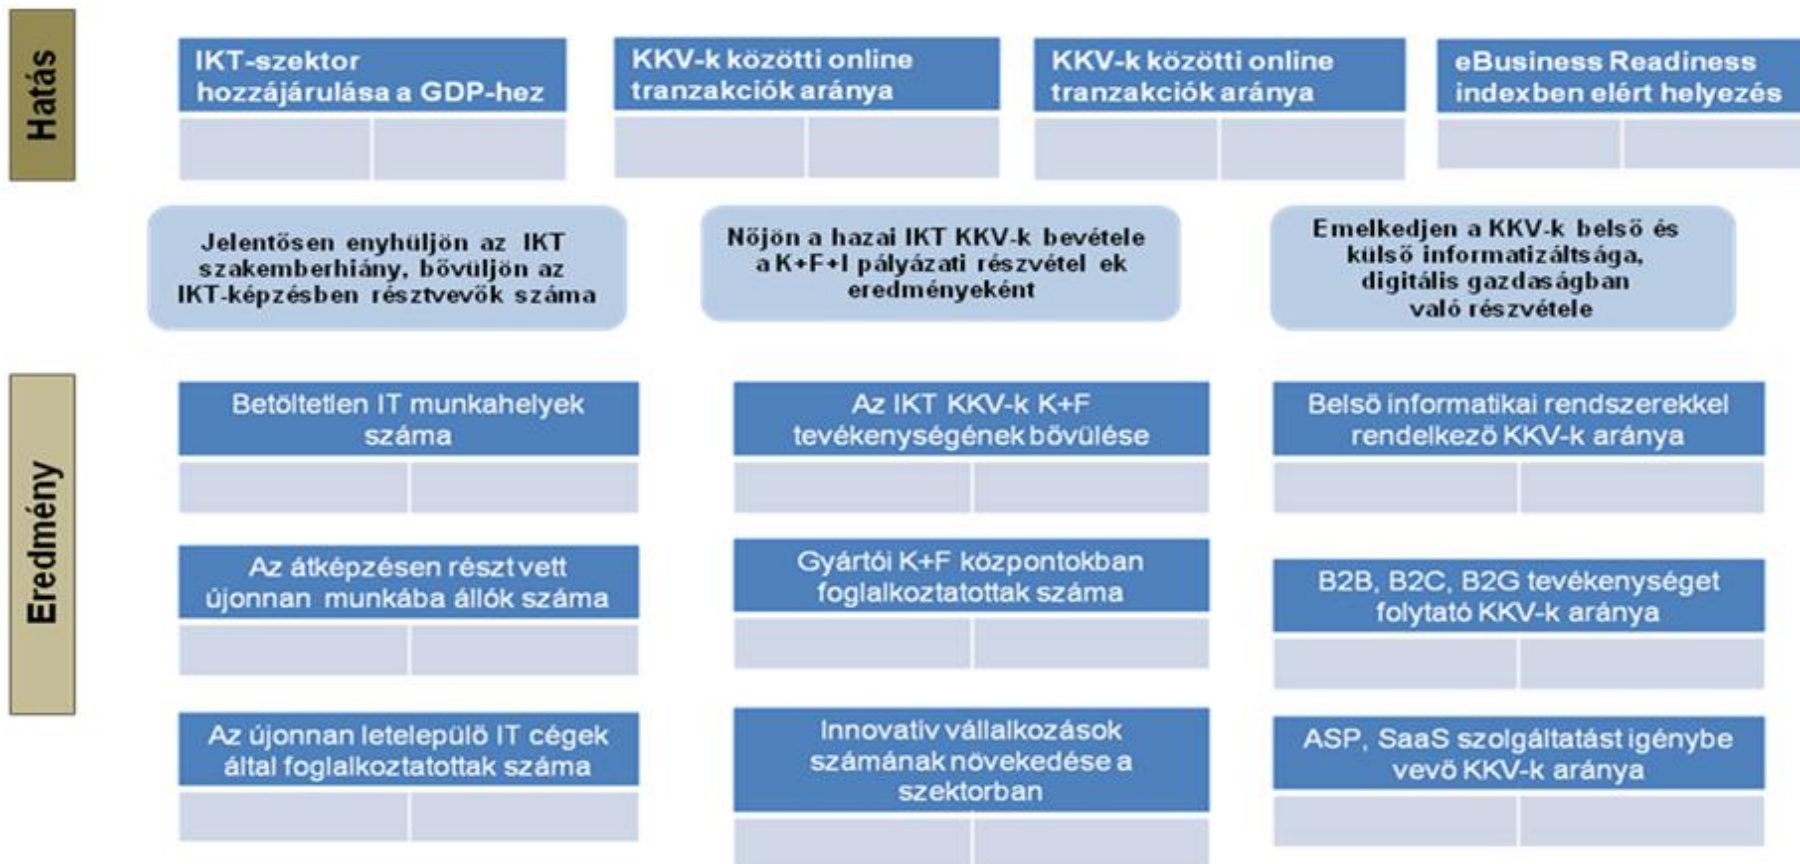 Hatás
IKT-szektor
hozzájárulása a GDP-hez
KKV-k közötti online
tranzakciók aránya
KKV-k közötti online
tranzakciók aránya
eBusiness Readiness
indexben elért helyezés
Jelentősen enyhüljön az IKT
szakemberhiány, bővüljön az
IKT-képzésben résztvevők száma
Nőjön a hazai IKT KKV-k bevétele
a K+F+I pályázati részvétel ek
eredményeként
Emelkedjen a KKV-k belső és
külső informatizáltsága,
digitális gazdaságban
való részvétele
Eredmény
Betöltetlen IT munkahelyek
száma
Az IKT KKV-k K+F
tevékenységének bővülése
Belső informatikai rendszerekkel
rendelkező KKV-k aránya
Az átképzésen részt vett
újonnan munkába állók száma
Gyártói K+F központokban
foglalkoztatottak száma
B2B, B2C, B2G tevékenységet
folytató KKV-k aránya
Az újonnan letelepülő IT cégek
által foglalkoztatottak száma
Innovatív vállalkozások
számának növekedése a
szektorban
ASP, SaaS szolgáltatást igénybe
vevő KKV-k aránya